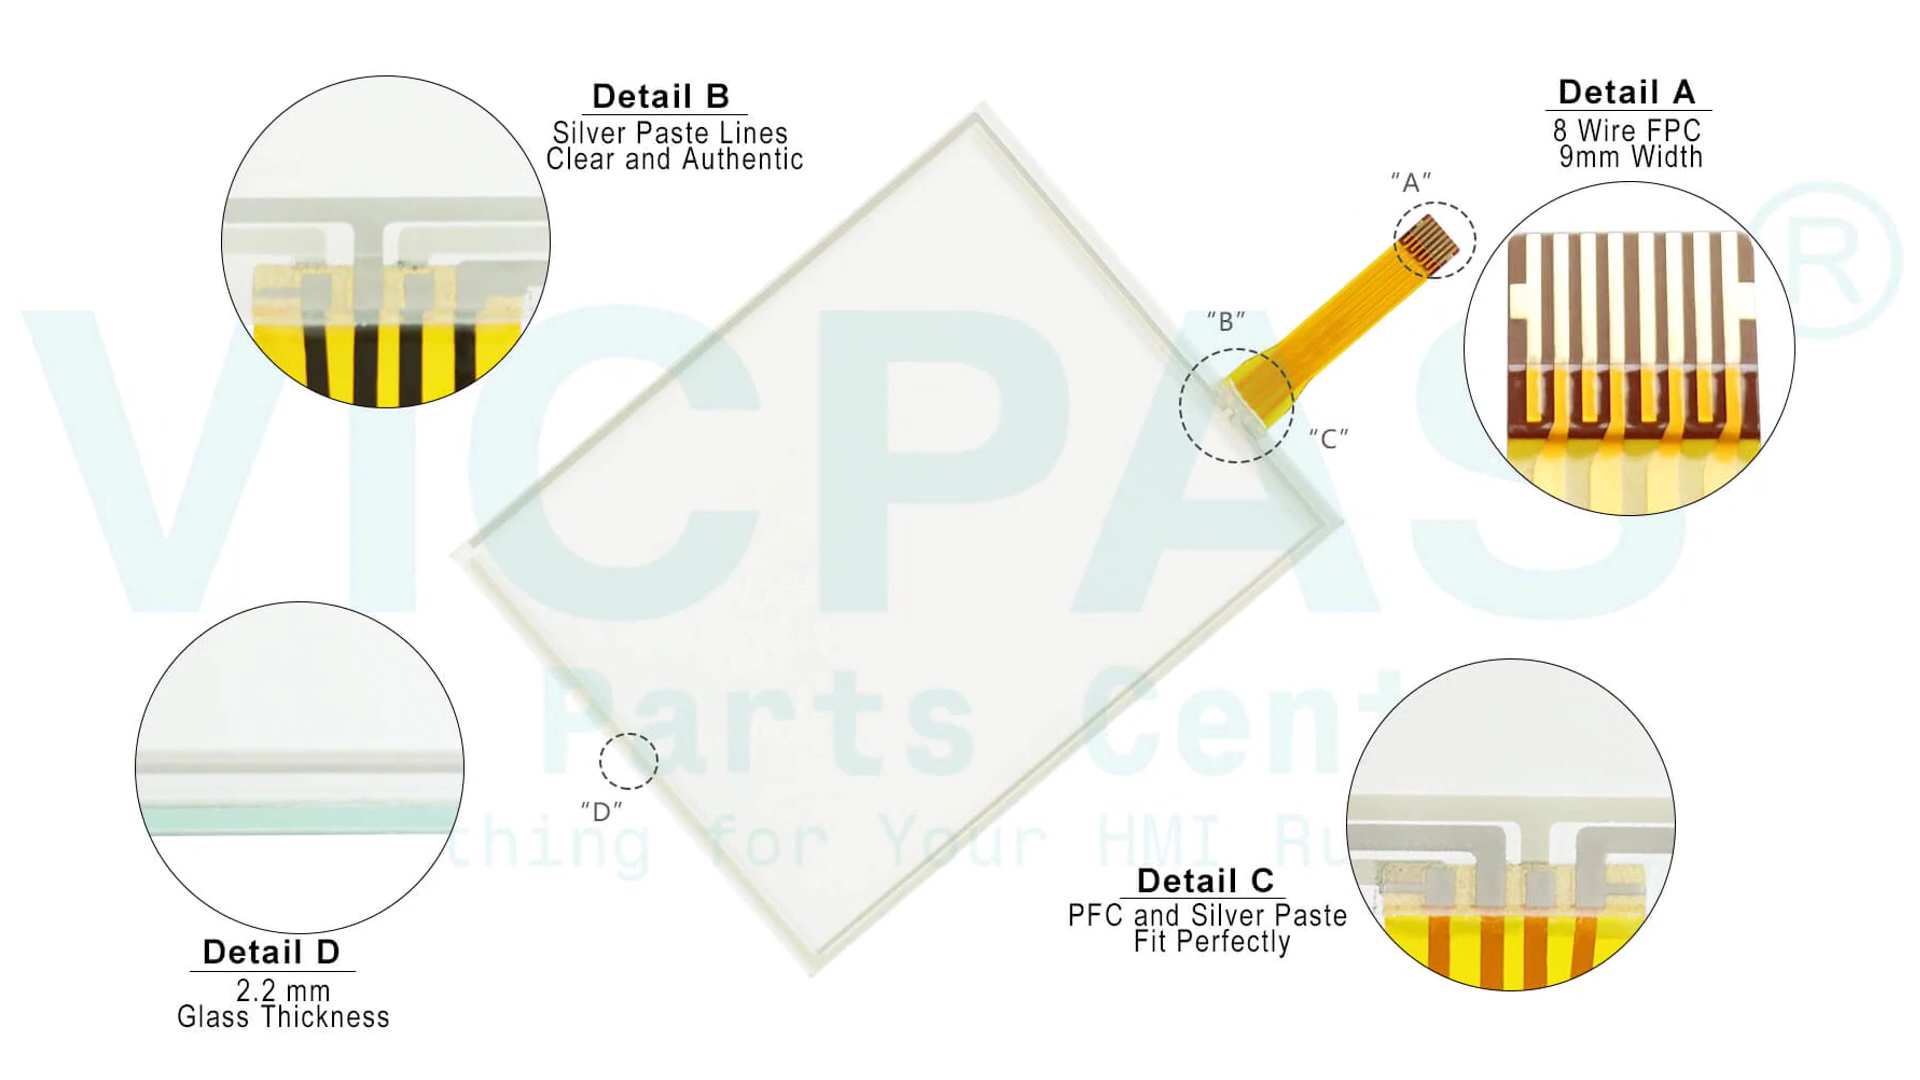 Detail B
Silver Paste Lines
Clear and Authentic
Detail A
8 Wire FPC
9mm Width
"A"
"B"
"C"
"D"
VICPAS®
Parts Cent
thing for Your HMI Ru
Detail C
PFC and Silver Paste
Fit Perfectly
Detail D
2.2 mm
Glass Thickness